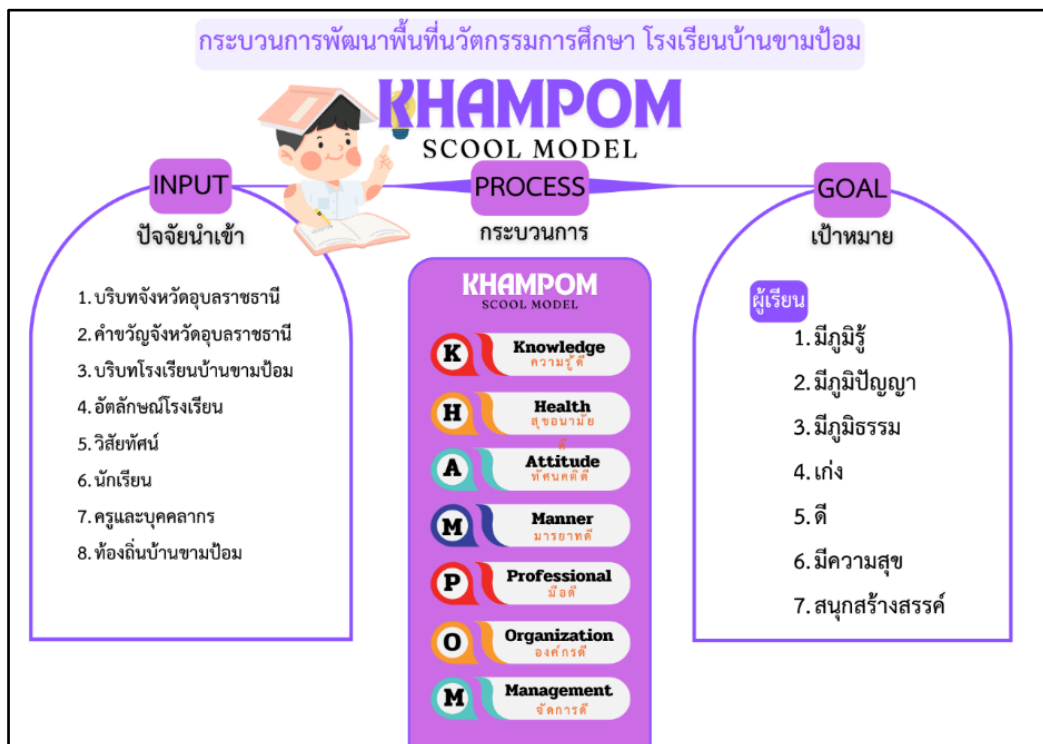 กระบวนการพัฒนาพื้นที่นวัตกรรมการศึกษา โรงเรียนบ้านขามป้อม
KHAMPOM
SCOOL MODEL
INPUT
ปัจจัยนำเข้า
1. บริบทจังหวัดอุบลราชธานี
2. คำขวัญจังหวัดอุบลราชธานี
3. บริบทโรงเรียนบ้านขามป้อม
4. อัตลักษณ์โรงเรียน
5. วิสัยทัศน์
6. นักเรียน
7. ครูและบุคคลากร
8. ท้องถิ่นบ้านขามป้อม
PROCESS
กระบวนการ
KHAMPOM
SCOOL MODEL
K Knowledge
ความรู้ดี
H Health
สุขอนามัย
ดี
A Attitude
ทัศนคติดี
M Manner
มารยาทดี
P Professional
มือดี
O Organization
องค์กรดี
M Management
จัดการดี
GOAL
เป้าหมาย
ผู้เรียน
1. มีภูมิรู้
2. มีภูมิปัญญา
3. มีภูมิธรรม
4. เก่ง
5. ดี
6. มีความสุข
7. สนุกสร้างสรรค์